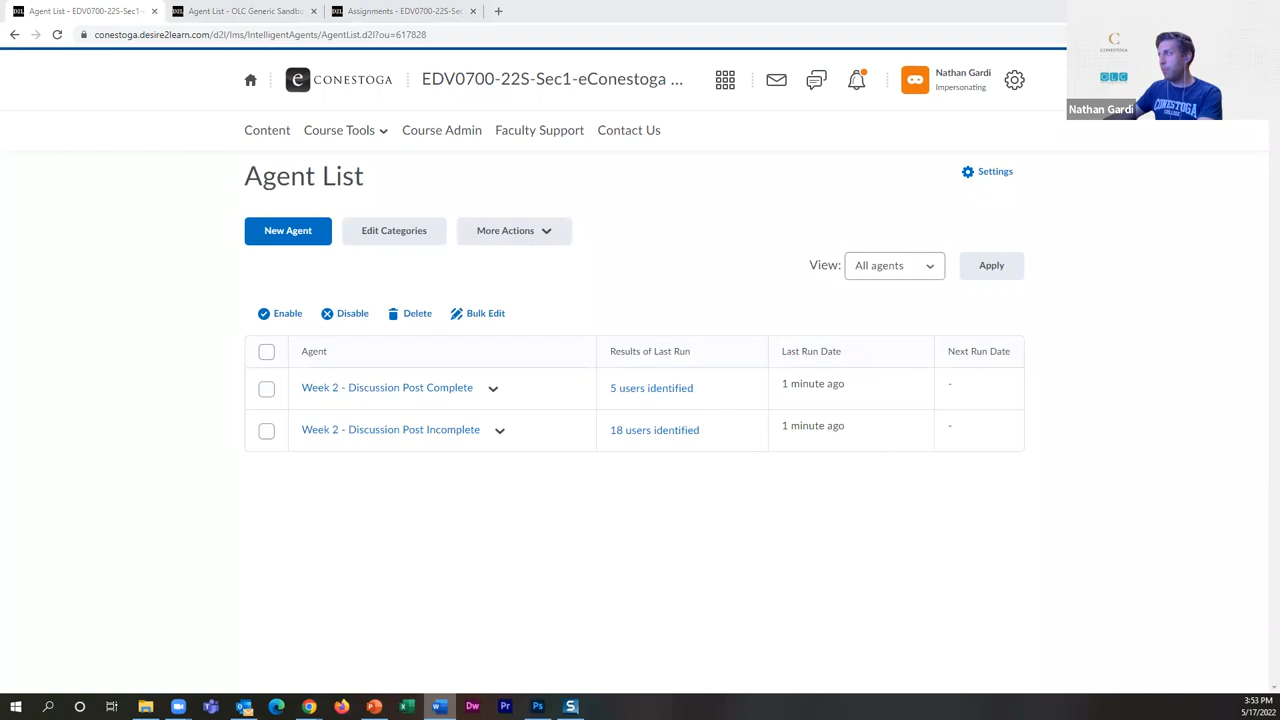 Agent List - EDV0700-22S-Sec1-
Agent List - OLC Generic Sandbo
Assignments - EDV0700-22S-Sec
conestoga.desire2learn.com/d2l/lms/IntelligentAgents/AgentList.d2l?ou=617828
CONESTOGA
EDV0700-22S-Sec1-eConestoga ...
Nathan Gardi
Impersonating
CONESTOGA
OLC
CONESTOGA
COLLEGE
Nathan Gardi
Content
Course Tools
Course Admin
Faculty Support
Contact Us
Agent List
Settings
New Agent
Edit Categories
More Actions
View:
All agents
Apply
Enable
Disable
Delete
Bulk Edit
Agent
Results of Last Run
Last Run Date
Next Run Date
Week 2 - Discussion Post Complete
5 users identified
1 minute ago
-
Week 2 - Discussion Post Incomplete
18 users identified
1 minute ago
-
3:53 PM
5/17/2022